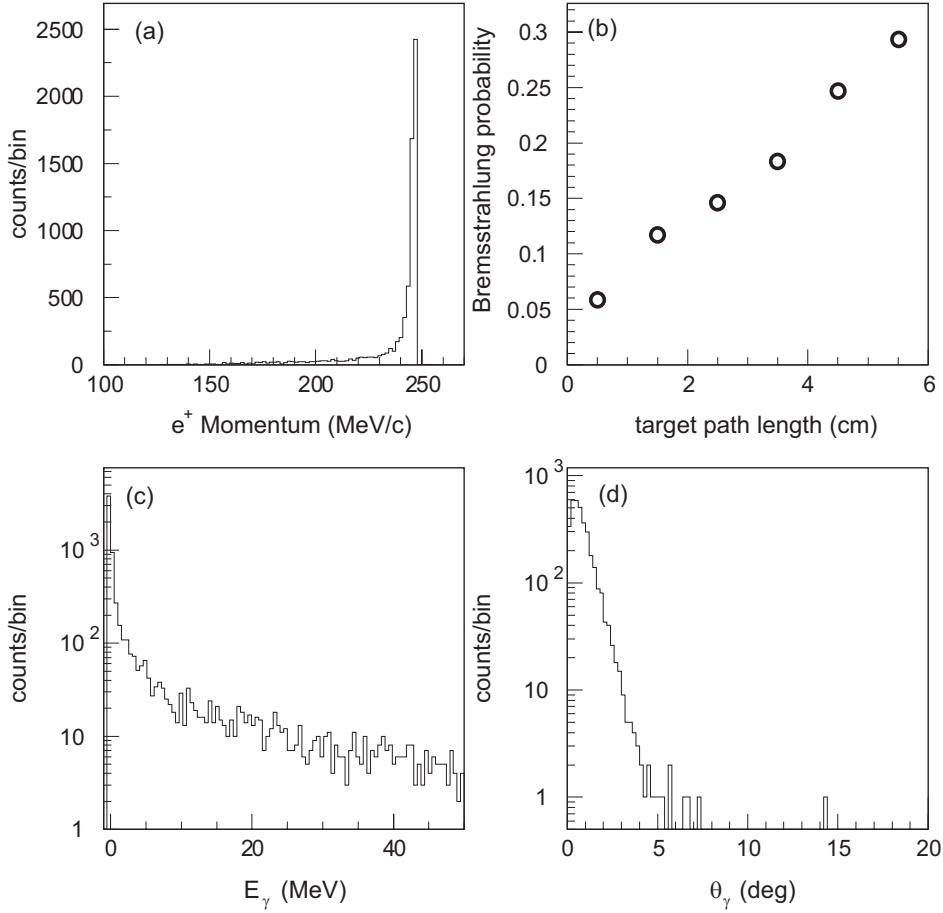 (a)
2500
2000
1500
1000
500
0
100 150 200 250
counts/bin
e+ Momentum (MeV/c)
(b)
0.3
0.25
0.2
0.15
0.1
0.05
0
0 2 4 6
Bremsstrahlung probability
target path length (cm)
(c)
10 3
10 2
10
1
0 20 40
counts/bin
Eγ (MeV)
(d)
10 3
10 2
10
1
0 5 10 15 20
counts/bin
θγ (deg)